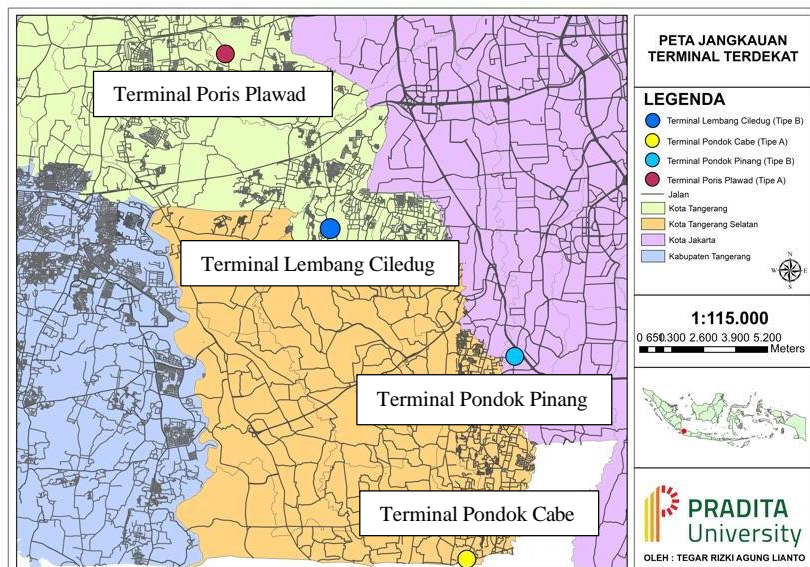 Terminal Poris Plawad
Terminal Lembang Ciledug
Terminal Pondok Pinang
Terminal Pondok Cabe
PETA JANGKAUAN
TERMINAL TERDEKAT
LEGENDA
Terminal Lembang Ciledug (Tipe B)
Terminal Pondok Cabe (Tipe A)
Terminal Pondok Pinang (Tipe B)
Terminal Poris Plawad (Tipe A)
Jalan
Kota Tangerang
Kota Tangerang Selatan
Kota Jakarta
Kabupaten Tangerang
N
W E
S
1:115.000
0 650 1.300 2.600 3.900 5.200
Meters
PRADITA
University
OLEH : TEGAR RIZKI AGUNG LIANTO